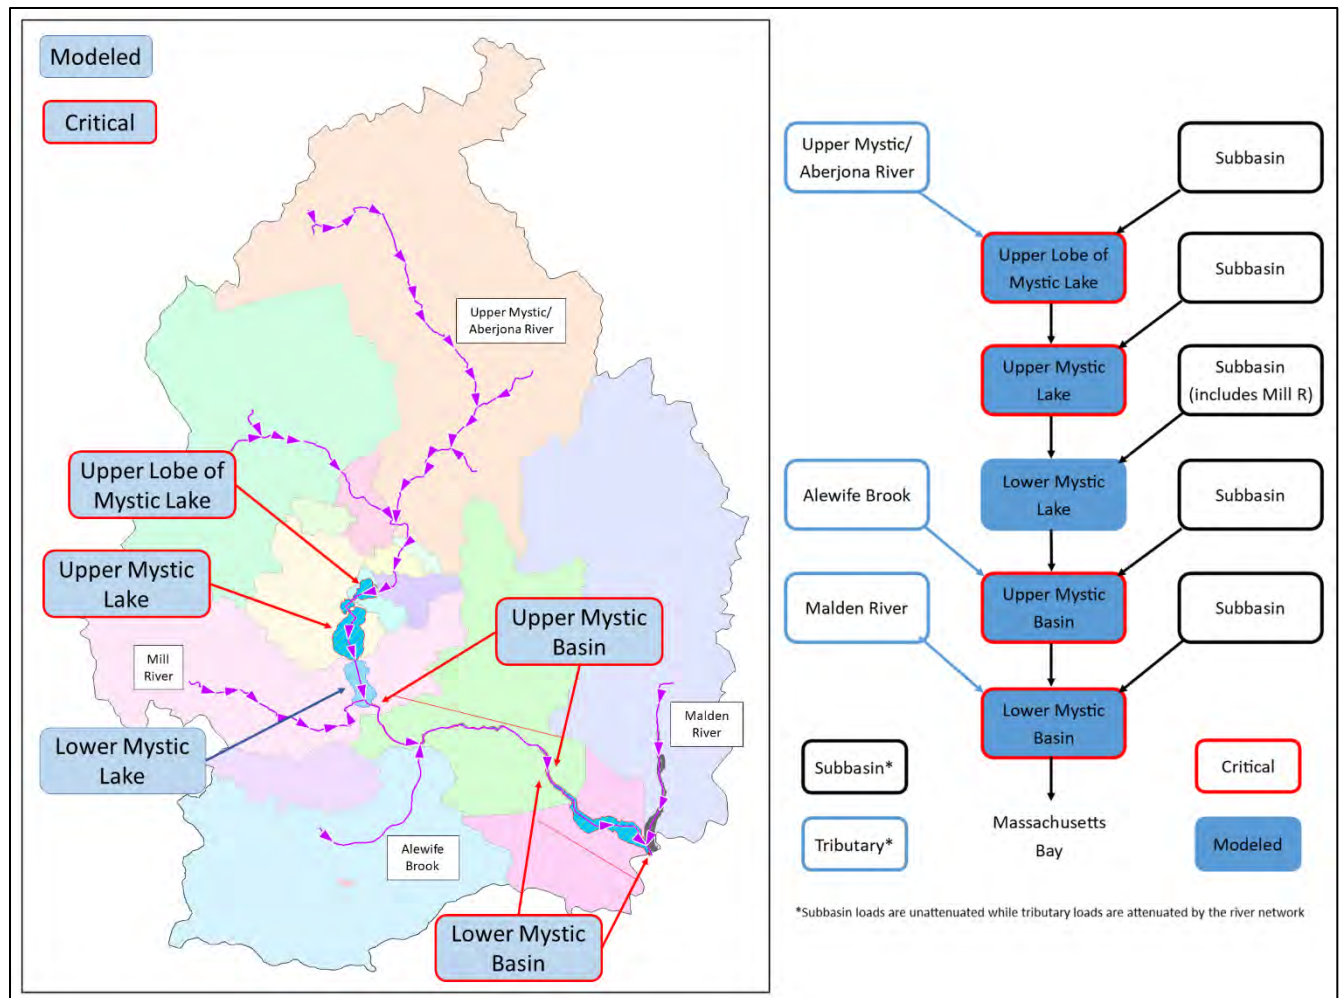 Modeled
Critical
Upper Mystic/
Aberjona River
Upper Lobe of
Mystic Lake
Upper Mystic
Lake
Upper Mystic
Basin
Mill
River
Malden
River
Lower Mystic
Lake
Alewife
Brook
Lower Mystic
Basin
Upper Mystic/
Aberjona River
Subbasin
Upper Lobe of
Mystic Lake
Subbasin
Upper Mystic
Lake
Subbasin
(includes Mill R)
Lower Mystic
Lake
Alewife Brook
Subbasin
Upper Mystic
Basin
Malden River
Subbasin
Lower Mystic
Basin
Subbasin*
Critical
Tributary*
Massachusetts
Bay
Modeled
*Subbasin loads are unattenuated while tributary loads are attenuated by the river network